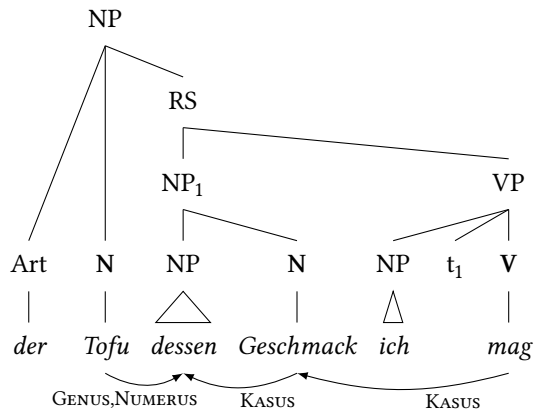 NP
RS
NP₁ VP
Art N NP N NP t₁ V
der Tofu dessen Geschmack ich mag
GENUS,NUMERUS KASUS KASUS